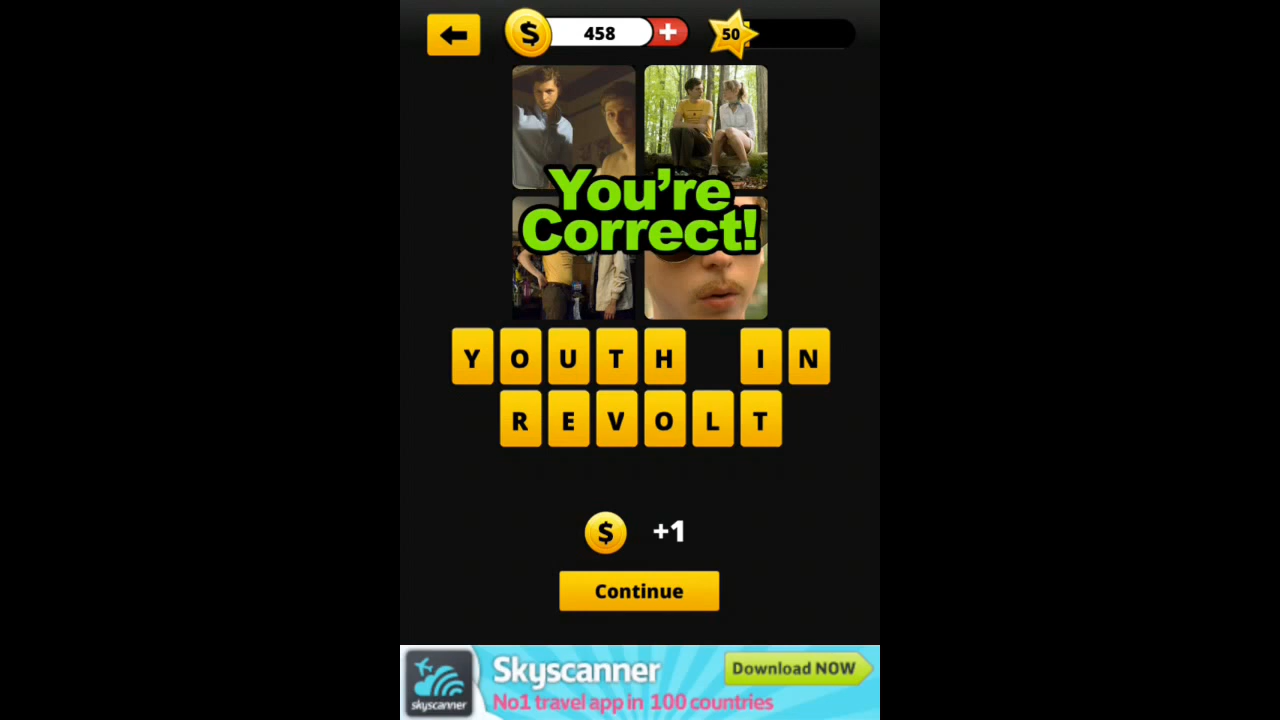 458
50
You're
Correct!
YOUTH IN
REVOLT
$ +1
Continue
Skyscanner
Download NOW
No1 travel app in 100 countries
skyscanner